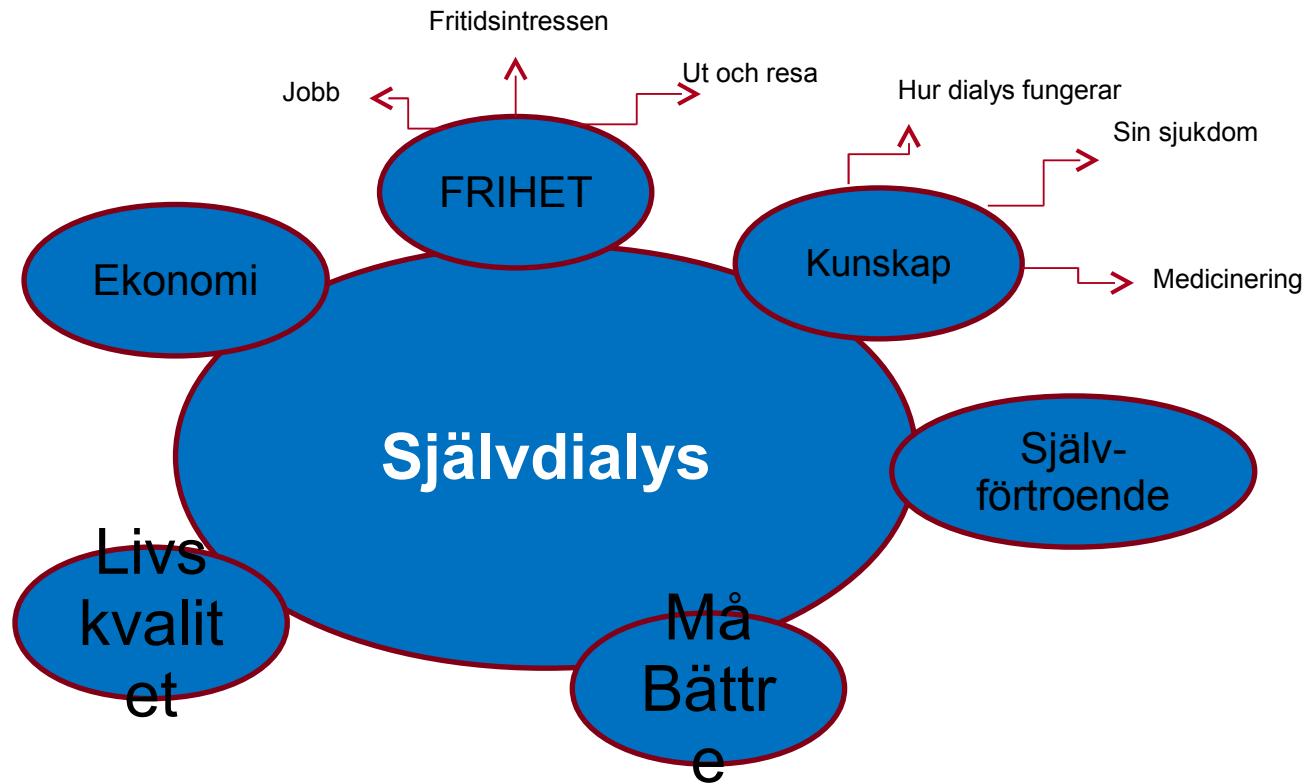 Fritidsintressen
Jobb
Ut och resa
Hur dialys fungerar
Sin sjukdom
FRIHET
Kunskap
Medicinering
Ekonomi
Självdialys
Själv-
förtroende
Livs
kvalit
et
Må
Bättr
e